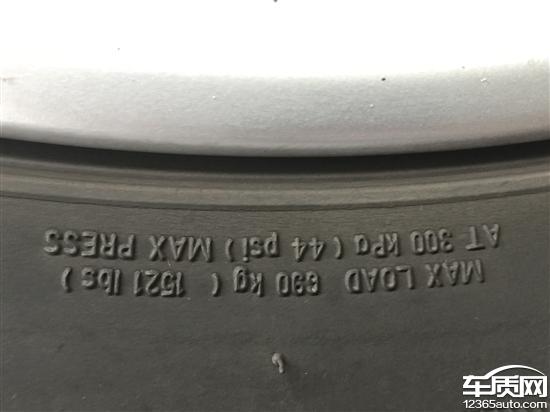 MAX LOAD 690 kg ( 1521 lbs )
AT 300 kPa ( 44 psi ) MAX PRESS
车质网
12365auto.com